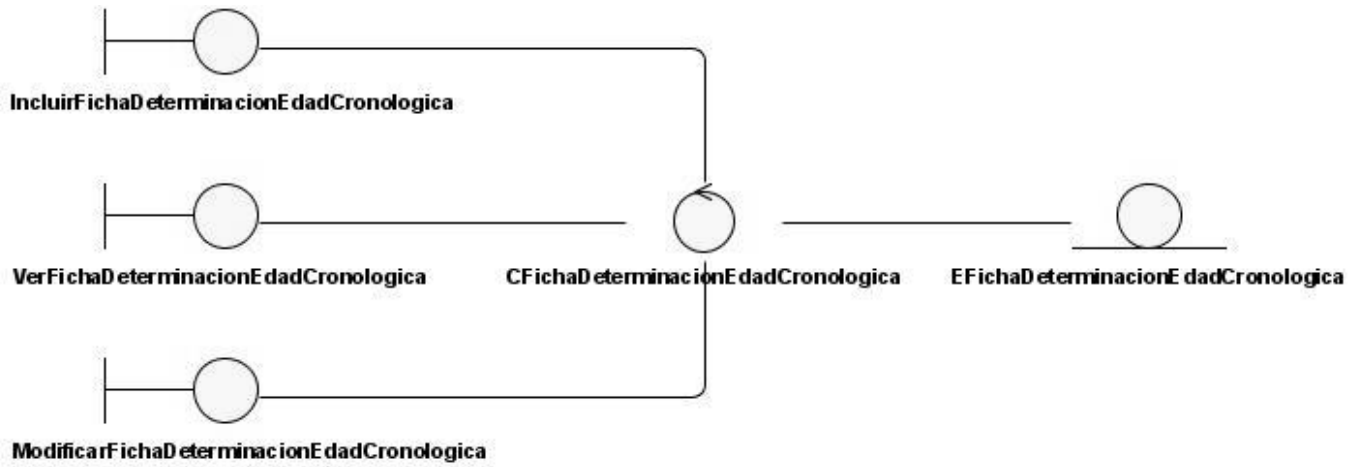 IncluirFichaDeterminacionEdadCronologica
VerFichaDeterminacionEdadCronologica
CFichaDeterminacionEdadCronologica
EFichaDeterminacionEdadCronologica
ModificarFichaDeterminacionEdadCronologica